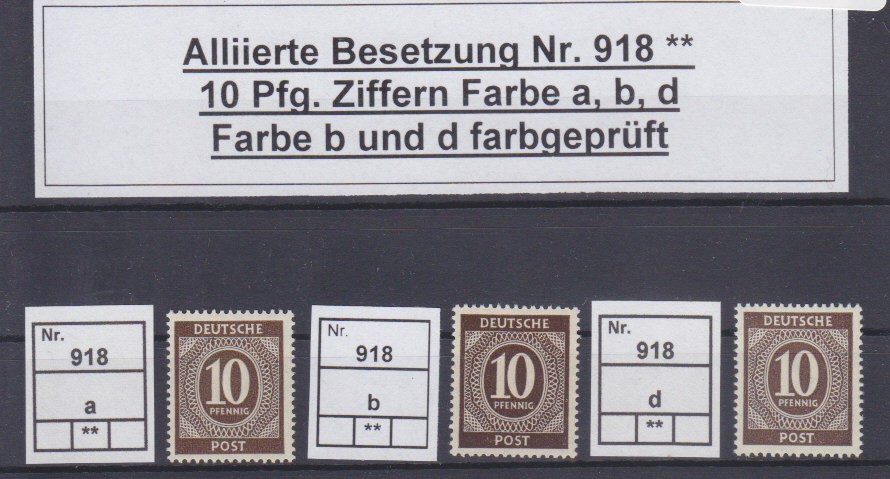 Alliierte Besetzung Nr. 918 **
10 Pfg. Ziffern Farbe a, b, d
Farbe b und d farbgeprüft
Nr.
918
a
**
DEUTSCHE
10
PFENNIG
POST
Nr.
918
b
**
DEUTSCHE
10
PFENNIG
POST
Nr.
918
d
**
DEUTSCHE
10
PFENNIG
POST